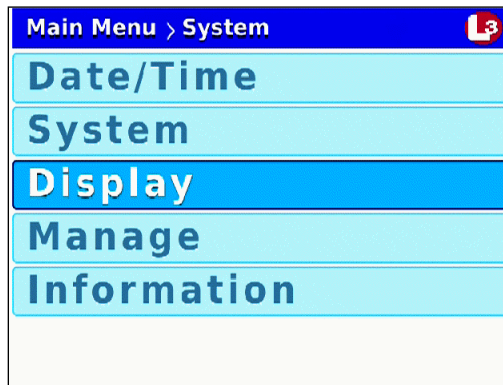 Main Menu > System L3
Date/Time
System
Display
Manage
Information